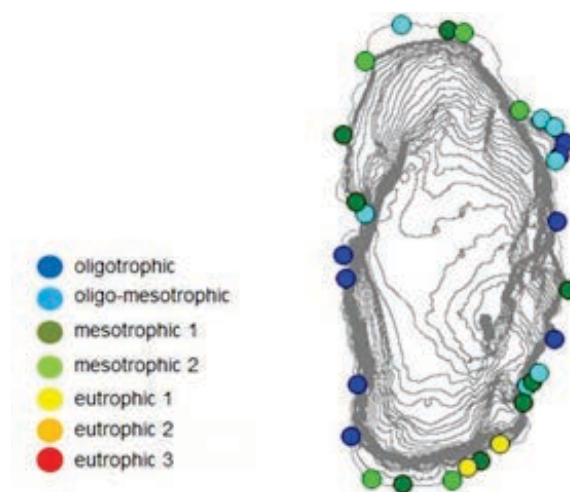 oligotrophic
oligo-mesotrophic
mesotrophic 1
mesotrophic 2
eutrophic 1
eutrophic 2
eutrophic 3